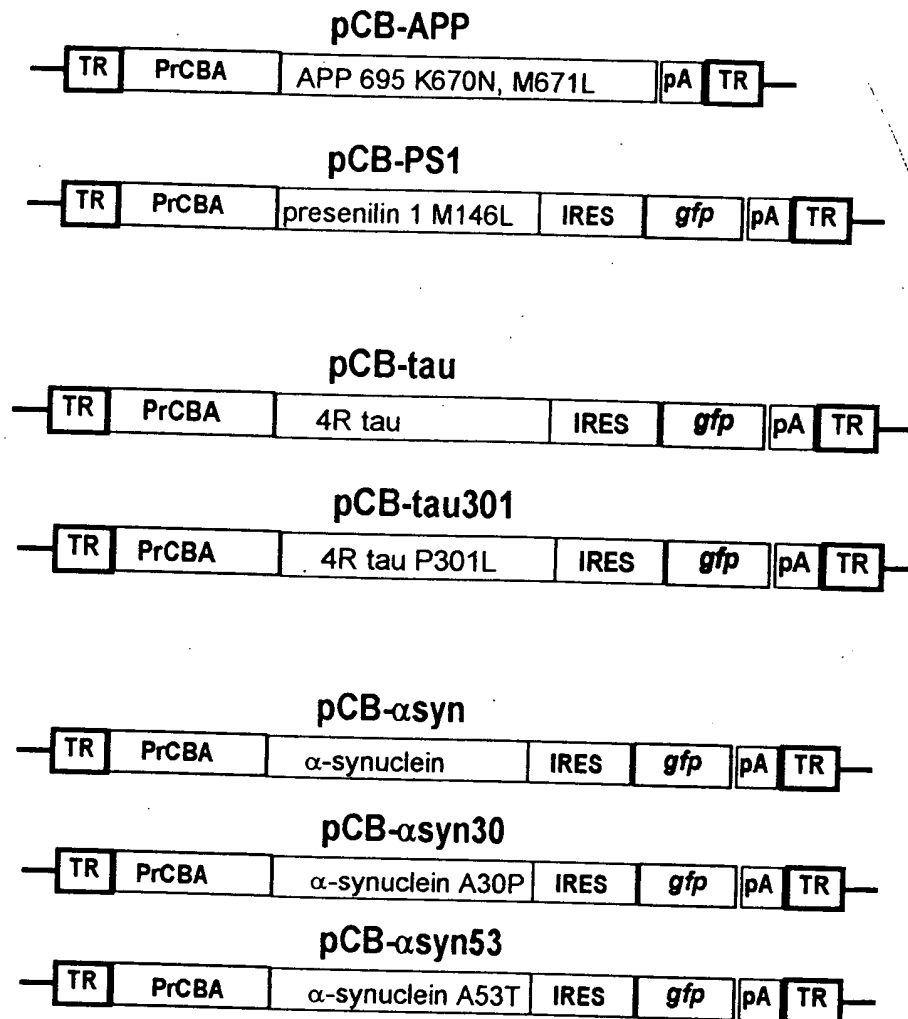 pCB-APP
TR PrCBA APP 695 K670N, M671L pA TR
pCB-PS1
TR PrCBA presenilin 1 M146L IRES gfp pA TR
pCB-tau
TR PrCBA 4R tau IRES gfp pA TR
pCB-tau301
TR PrCBA 4R tau P301L IRES gfp pA TR
pCB-αsyn
TR PrCBA α-synuclein IRES gfp pA TR
pCB-αsyn30
TR PrCBA α-synuclein A30P IRES gfp pA TR
pCB-αsyn53
TR PrCBA α-synuclein A53T IRES gfp pA TR